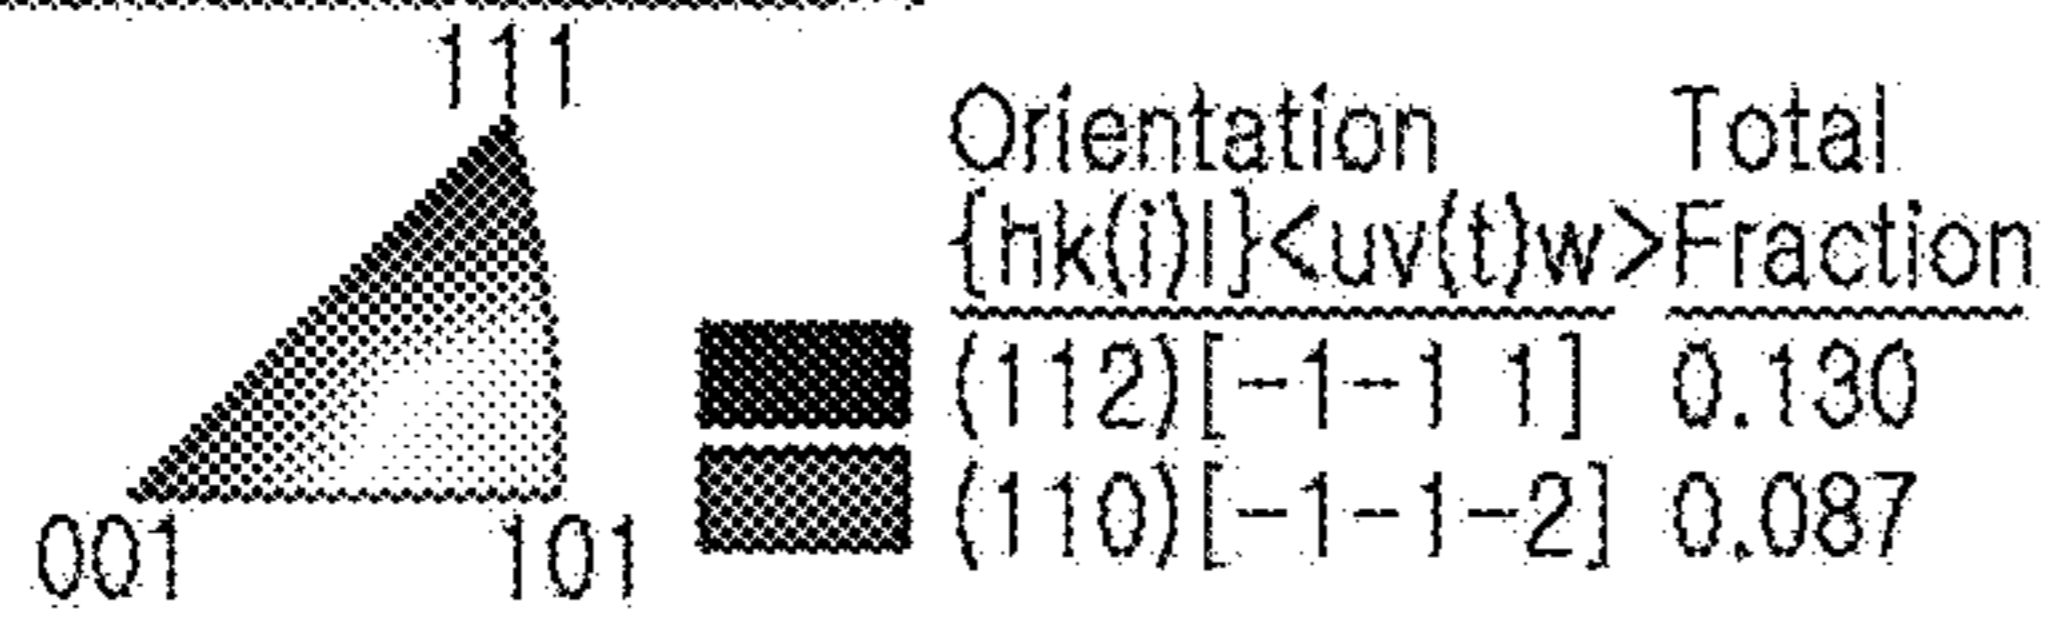 111
001 101
Orientation Total
{hk(i)l}<uv(t)w> Fraction
(112)[-1-1 1] 0.130
(110)[-1-1-2] 0.087